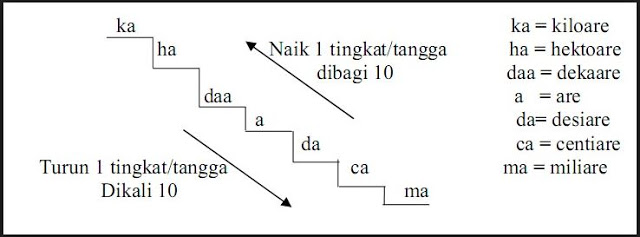 ka
ha
daa
a
da
ca
ma
Naik 1 tingkat/tangga
dibagi 10
Turun 1 tingkat/tangga
Dikali 10
ka = kiloare
ha = hektoare
daa = dekaare
a = are
da= desiare
ca = centiare
ma = miliare